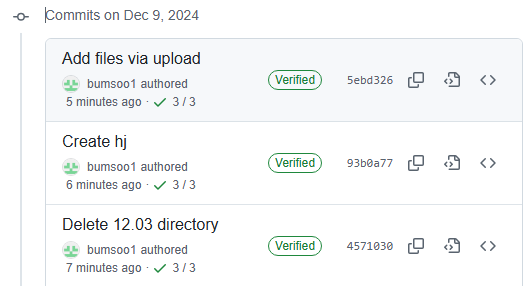 Commits on Dec 9, 2024
Add files via upload
bumsoo1 authored
5 minutes ago · 3 / 3
Verified
5ebd326
Create hj
bumsoo1 authored
6 minutes ago · 3 / 3
Verified
93b0a77
Delete 12.03 directory
bumsoo1 authored
7 minutes ago · 3 / 3
Verified
4571030